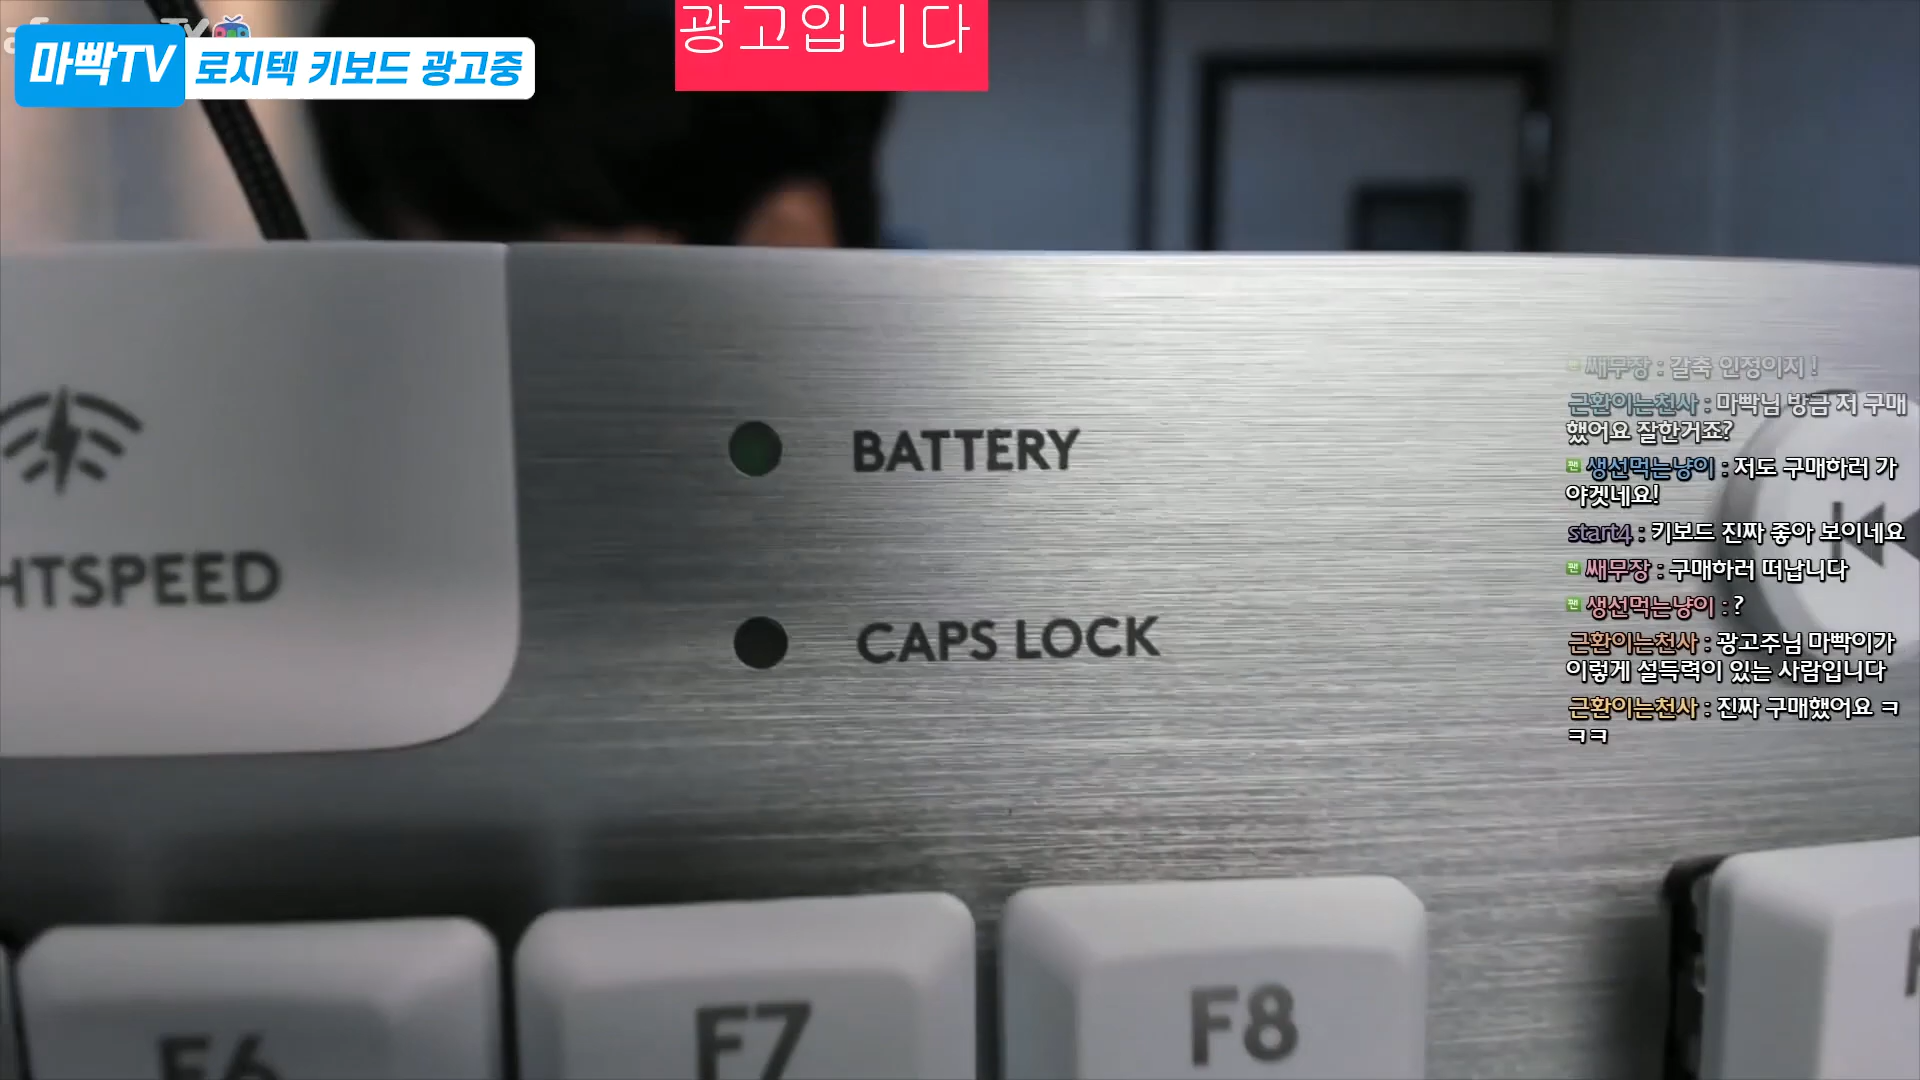 광고입니다
마빡TV 로지텍 키보드 광고중
HTSPEED
BATTERY
CAPS LOCK
F6
F7
F8
쌔무장 : 갈축 인정이지 !
근환이는천사 : 마빡님 방금 저 구매
했어요 잘한거죠?
팬 생선먹는냥이 : 저도 구매하러 가
야겟네요!
start4 : 키보드 진짜 좋아 보이네요
팬 쌔무장 : 구매하러 떠납니다
팬 생선먹는냥이 : ?
근환이는천사 : 광고주님 마빡이가
이렇게 설득력이 있는 사람입니다
근환이는천사 : 진짜 구매했어요 ㅋ
ㅋㅋ